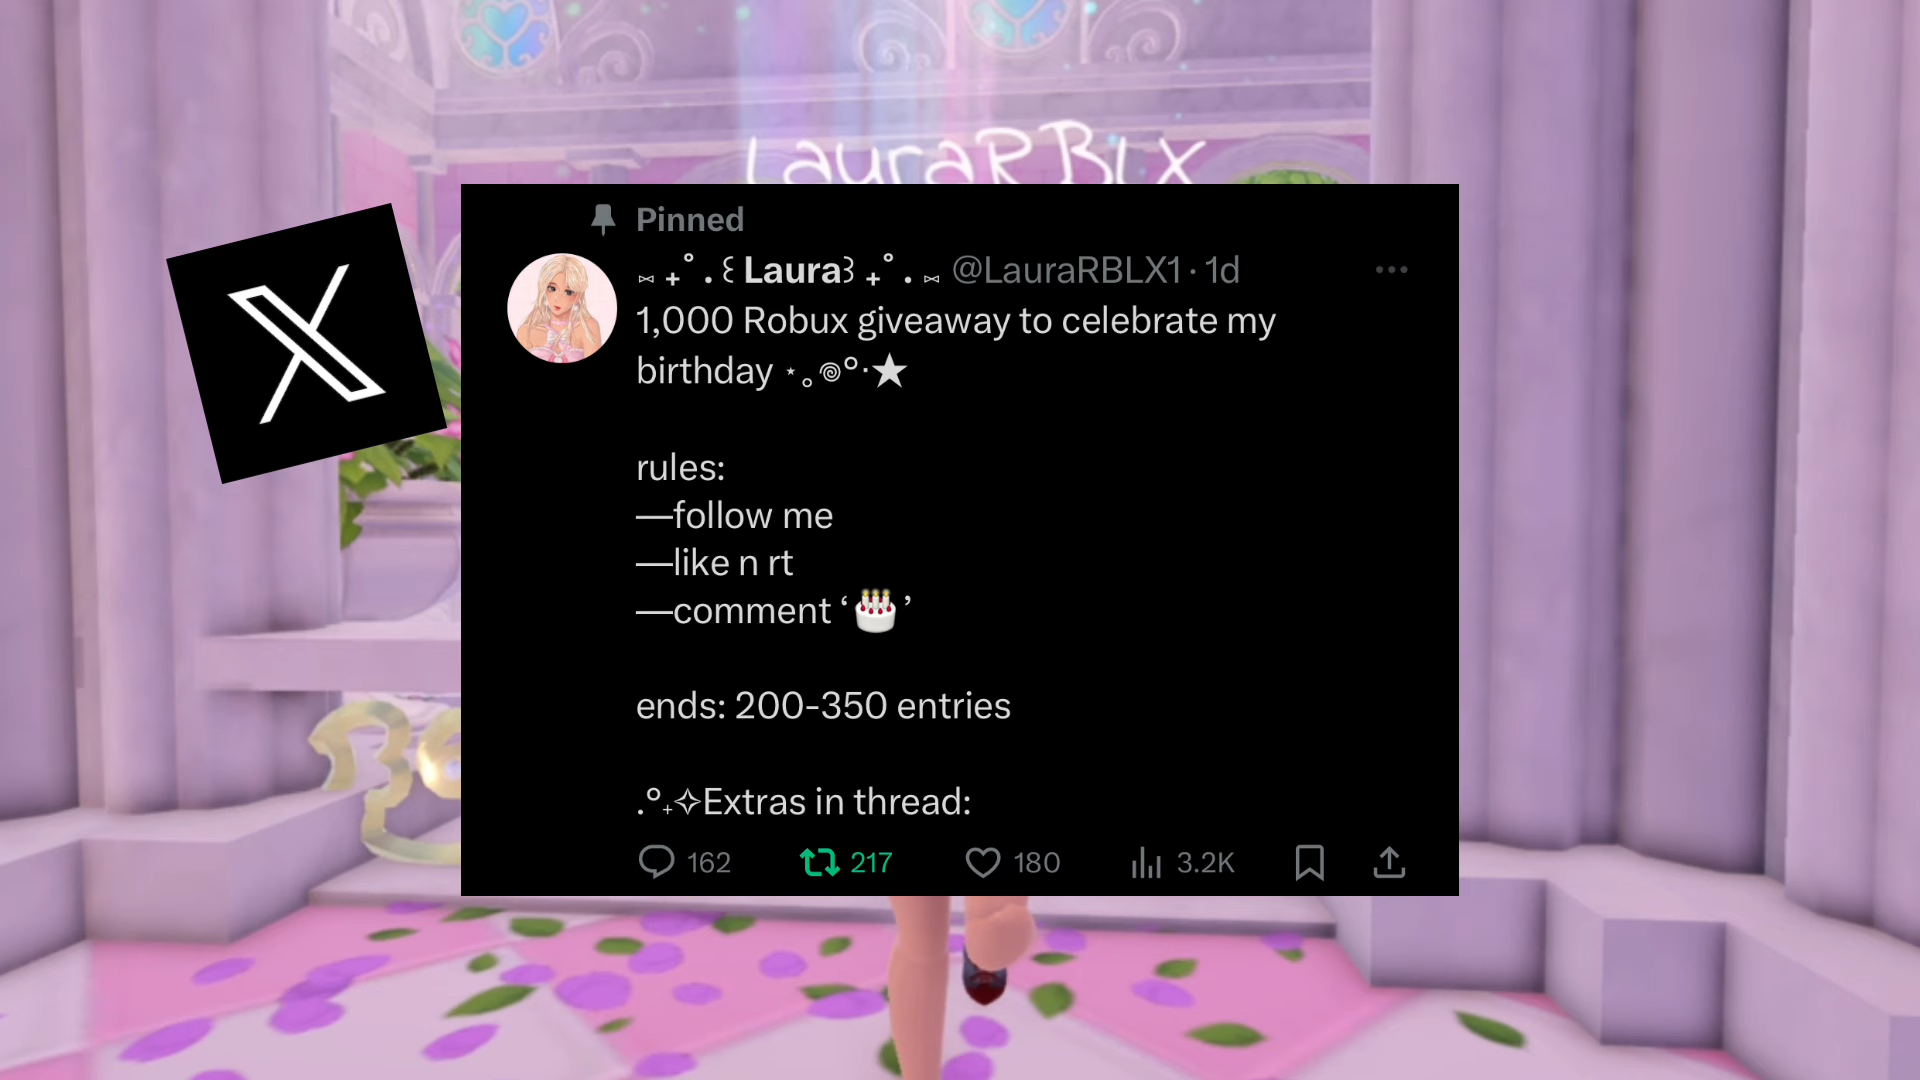 LauraRBLX
Pinned
⑅ ₊˚ . ꒰ Laura꒱ ₊˚ . ⑅ @LauraRBLX1 · 1d
1,000 Robux giveaway to celebrate my
birthday ⋆｡𖦹°‧★
rules:
—follow me
—like n rt
—comment ‘🎂’
ends: 200-350 entries
.°₊✧Extras in thread:
162 217 180 3.2K